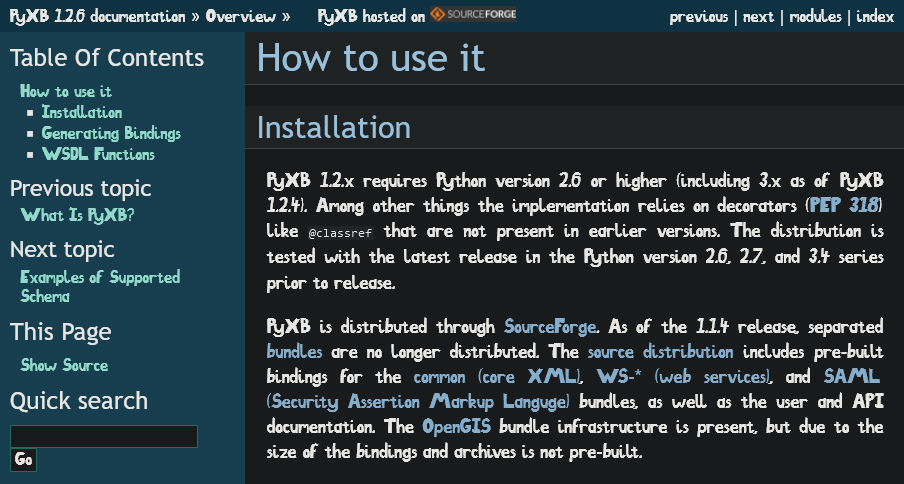 PyXB 1.2.6 documentation » Overview » PyXB hosted on SOURCEFORGE previous | next | modules | index
Table Of Contents
How to use it
Installation
Generating Bindings
WSDL Functions
Previous topic
What Is PyXB?
Next topic
Examples of Supported
Schema
This Page
Show Source
Quick search
Go
How to use it
Installation
PyXB 1.2.x requires Python version 2.6 or higher (including 3.x as of PyXB
1.2.4). Among other things the implementation relies on decorators (PEP 318)
like @classref that are not present in earlier versions. The distribution is
tested with the latest release in the Python version 2.6, 2.7, and 3.4 series
prior to release.
PyXB is distributed through SourceForge. As of the 1.1.4 release, separated
bundles are no longer distributed. The source distribution includes pre-built
bindings for the common (core XML), WS-* (web services), and SAML
(Security Assertion Markup Languge) bundles, as well as the user and API
documentation. The OpenGIS bundle infrastructure is present, but due to the
size of the bindings and archives is not pre-built.